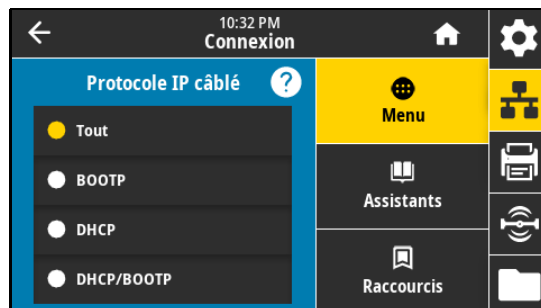 10:32 PM
Connexion
Protocole IP câblé ?
Tout
BOOTP
DHCP
DHCP/BOOTP
Menu
Assistants
Raccourcis